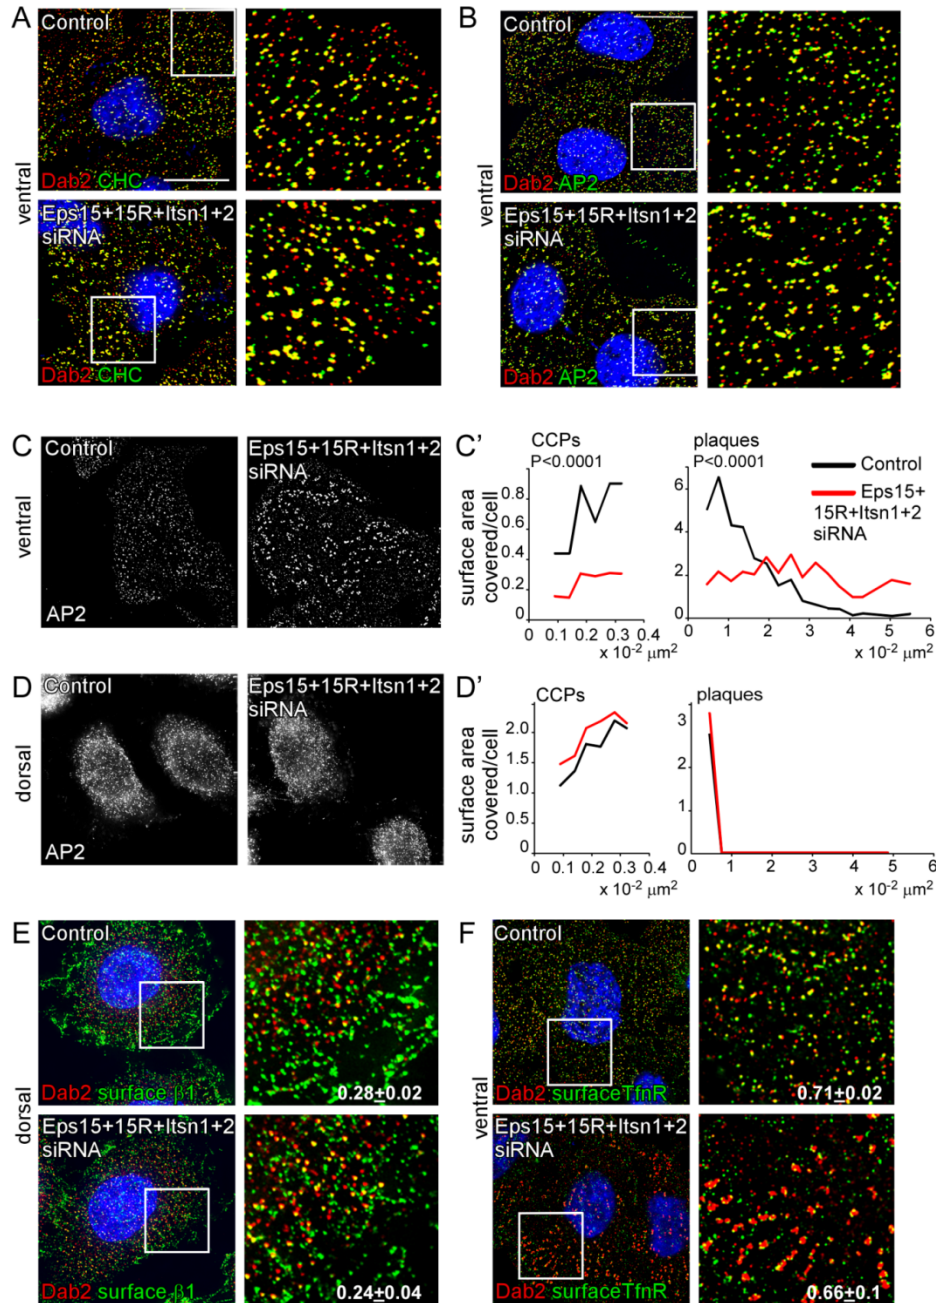 A
Control
Dab2 CHC
ventral
Eps15+15R+Itsn1+2
siRNA
Dab2 CHC
B
Control
Dab2 AP2
ventral
Eps15+15R+Itsn1+2
siRNA
Dab2 AP2
C
Control
Eps15+15R+Itsn1+2
siRNA
ventral
AP2
C'
CCPs
P<0.0001
surface area
covered/cell
0.8
0.6
0.4
0.2
0
0 0.1 0.2 0.3 0.4
x 10-2 μm2
plaques
P<0.0001
6
4
2
0
0 1 2 3 4 5 6
x 10-2 μm2
Control
Eps15+
15R+Itsn1+2
siRNA
D
Control
Eps15+15R+Itsn1+2
siRNA
dorsal
AP2
D'
CCPs
surface area
covered/cell
2.0
1.5
1.0
0.5
0
0 0.1 0.2 0.3 0.4
x 10-2 μm2
plaques
3
2
1
0
0 1 2 3 4 5 6
x 10-2 μm2
E
Control
Dab2 surface β1
0.28+0.02
dorsal
Eps15+15R+Itsn1+2
siRNA
Dab2 surface β1
0.24+0.04
F
Control
Dab2 surfaceTfnR
0.71±0.02
ventral
Eps15+15R+Itsn1+2
siRNA
Dab2 surfaceTfnR
0.66±0.1